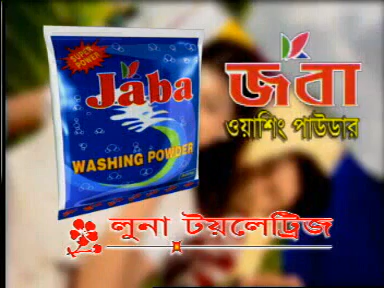 SUPER
POWER
Jaba
WASHING POWDER
জবা
ওয়াশিং পাউডার
লুনা টয়লেট্রিজ